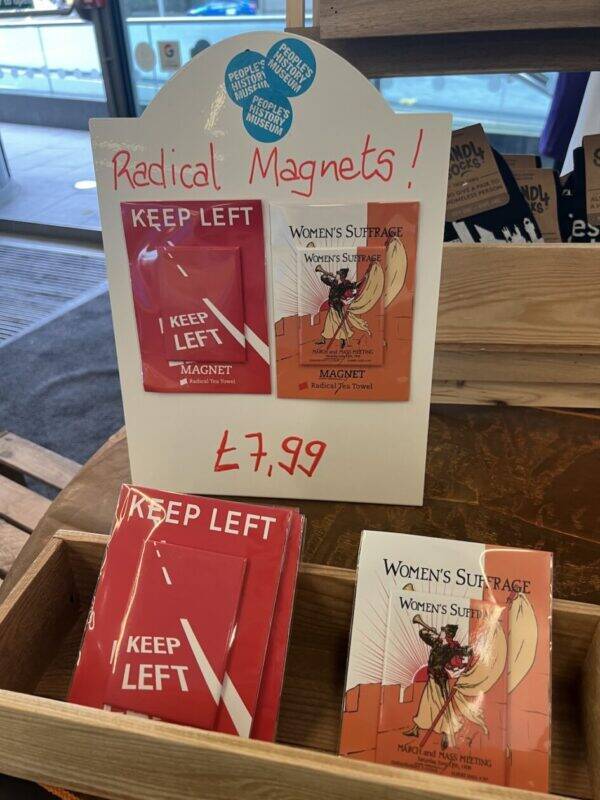 PEOPLE'S
HISTORY
MUSEUM
PEOPLE'S
HISTORY
MUSEUM
PEOPLE'S
HISTORY
MUSEUM
Radical Magnets!
KEEP LEFT
KEEP
LEFT
MAGNET
Radical Tea Towel
WOMEN'S SUFFRAGE
WOMEN'S SUFFRAGE
MARCH and MASS MEETING
MAGNET
Radical Tea Towel
£7,99
KEEP LEFT
KEEP
LEFT
WOMEN'S SUFFRAGE
WOMEN'S
MARCH and MASS MEETING